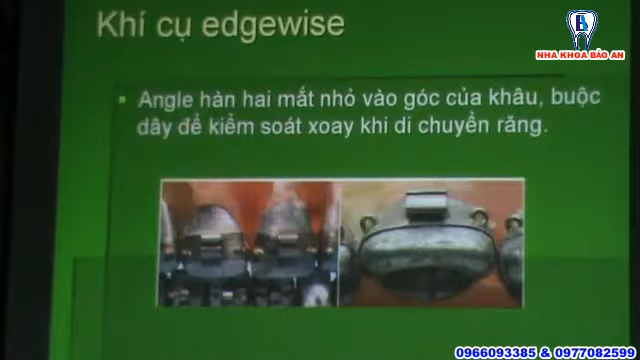 Khí cụ edgewise
NHA KHOA BẢO AN
Angle hàn hai mắt nhỏ vào góc của khâu, buộc
dây để kiểm soát xoay khi di chuyển răng.
0966093385 & 0977082599